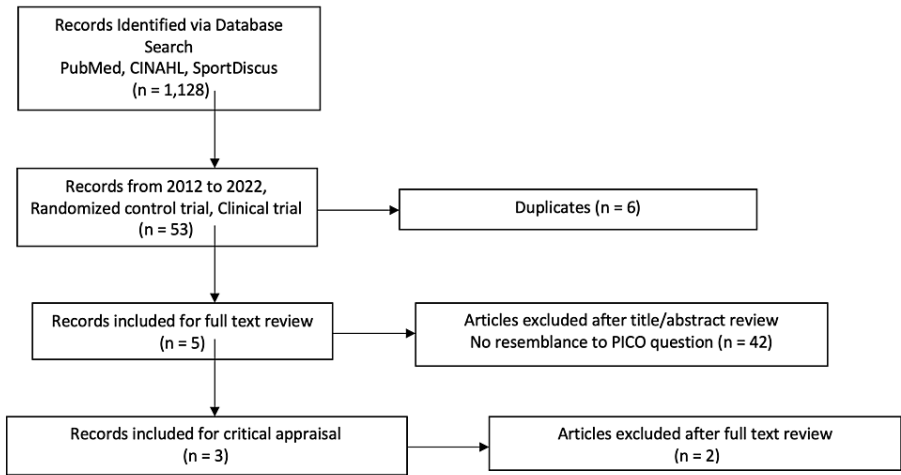 Records Identified via Database
Search
PubMed, CINAHL, SportDiscus
(n = 1,128)
Records from 2012 to 2022,
Randomized control trial, Clinical trial
(n = 53)
Duplicates (n = 6)
Records included for full text review
(n = 5)
Articles excluded after title/abstract review
No resemblance to PICO question (n = 42)
Records included for critical appraisal
(n = 3)
Articles excluded after full text review
(n = 2)